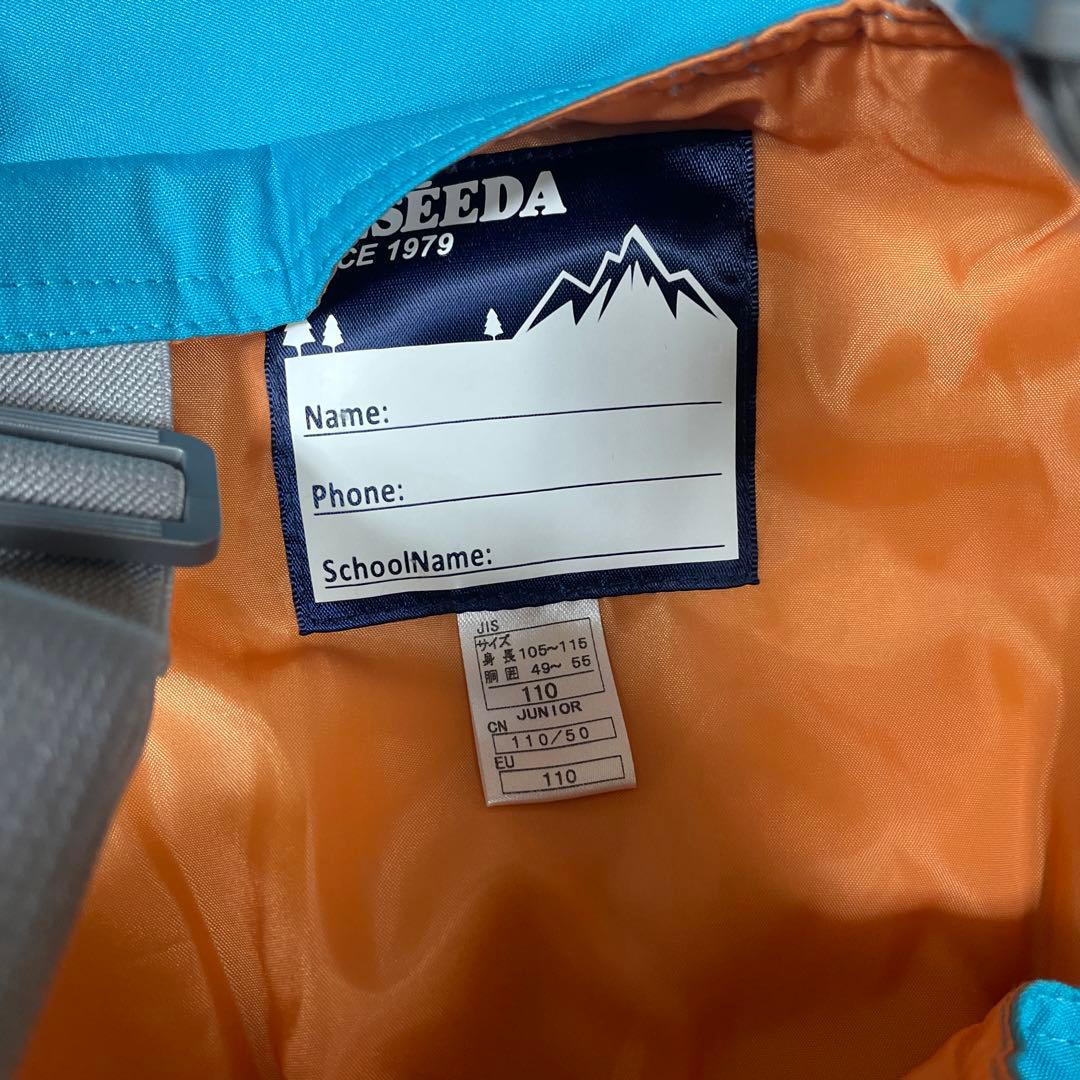 SÉEDA
CE 1979
Name:
Phone:
SchoolName:
JIS
サイズ
身長 105~115
胴囲 49~ 55
110
JUNIOR
CN
110/50
EU
110